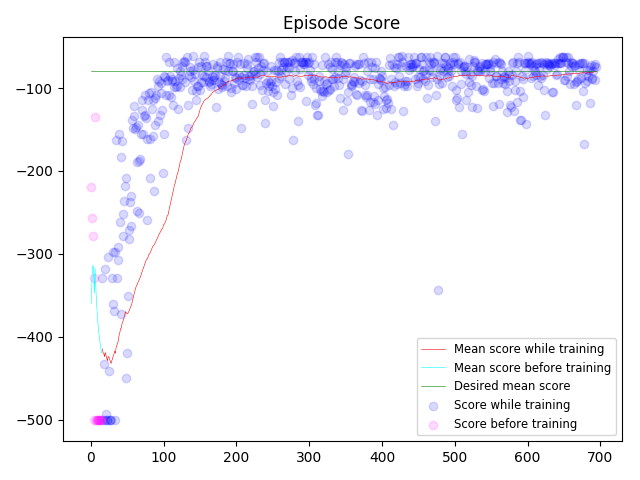 Episode Score
−100
−200
−300
−400
−500
0
100
200
300
400
500
600
700
Mean score while training
Mean score before training
Desired mean score
Score while training
Score before training